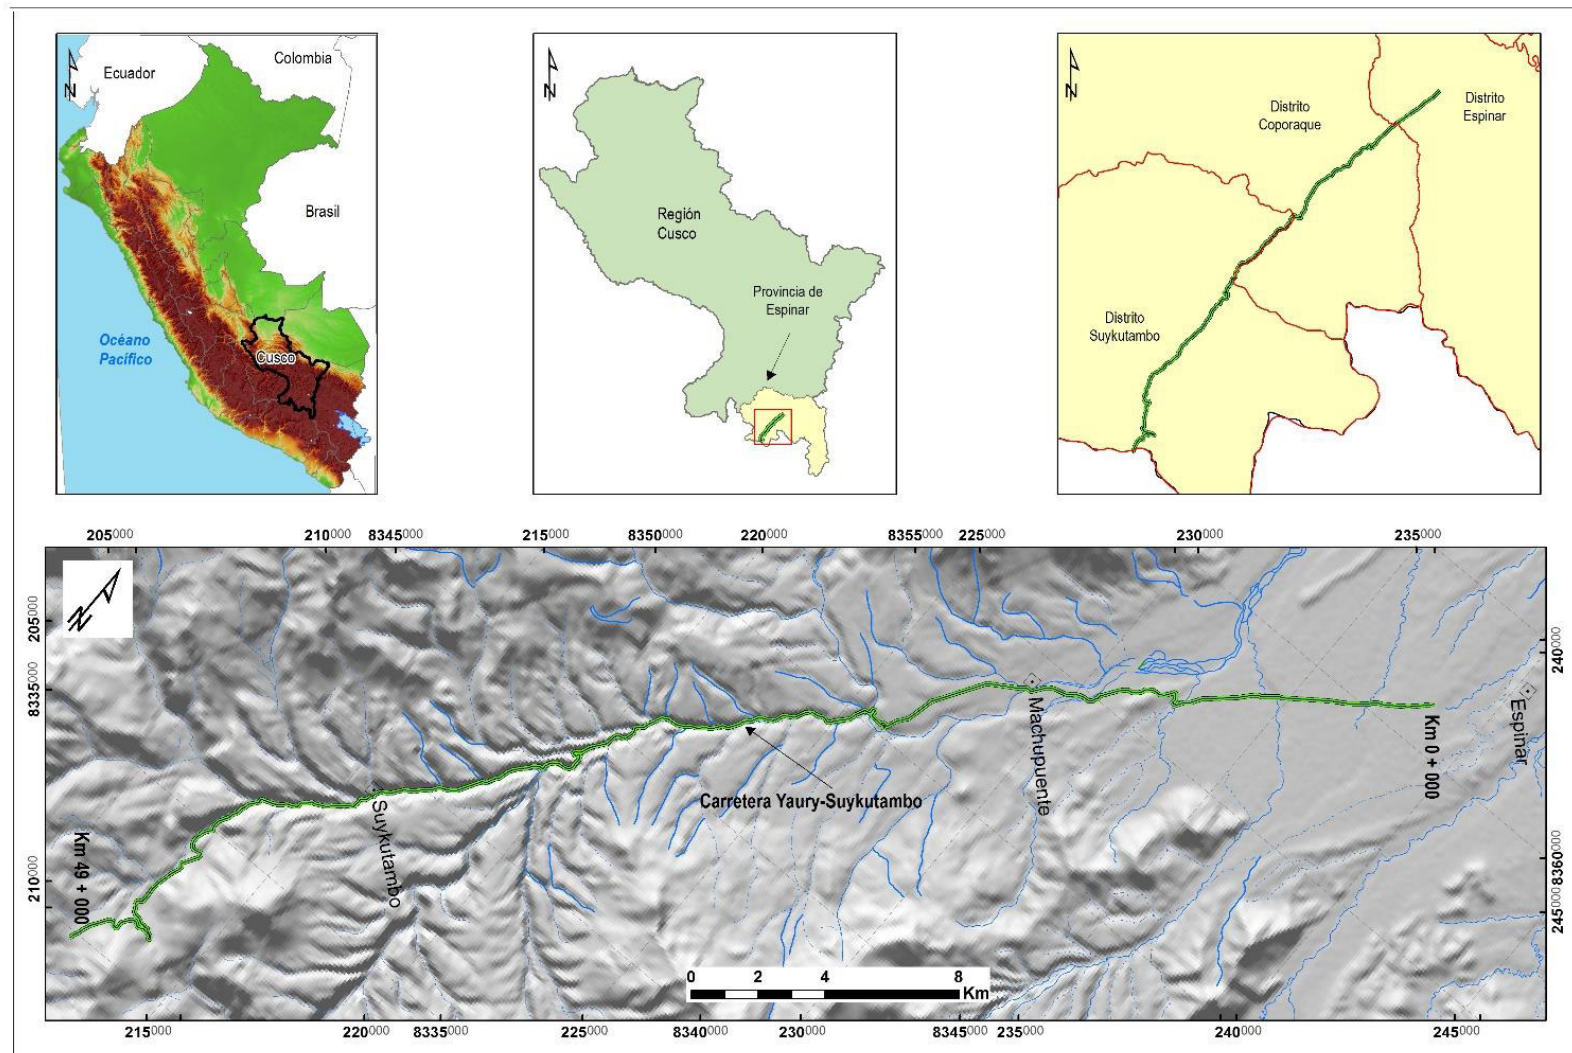 Ecuador
Colombia
Brasil
Océano
Pacífico
Cusco
N
Región
Cusco
Provincia de
Espinar
N
Distrito
Coporaque
Distrito
Espinar
Distrito
Suykutambo
N
205000
210000
8345000
215000
8350000
220000
8355000
225000
230000
235000
N
205000
8335000
210000
240000
8360000
245000
Km 49 + 000
Suykutambo
Carretera Yaury-Suykutambo
Machupuente
Km 0 + 000
Espinar
0 2 4 8
Km
215000
220000
8335000
225000
8340000
230000
8345000
235000
240000
245000